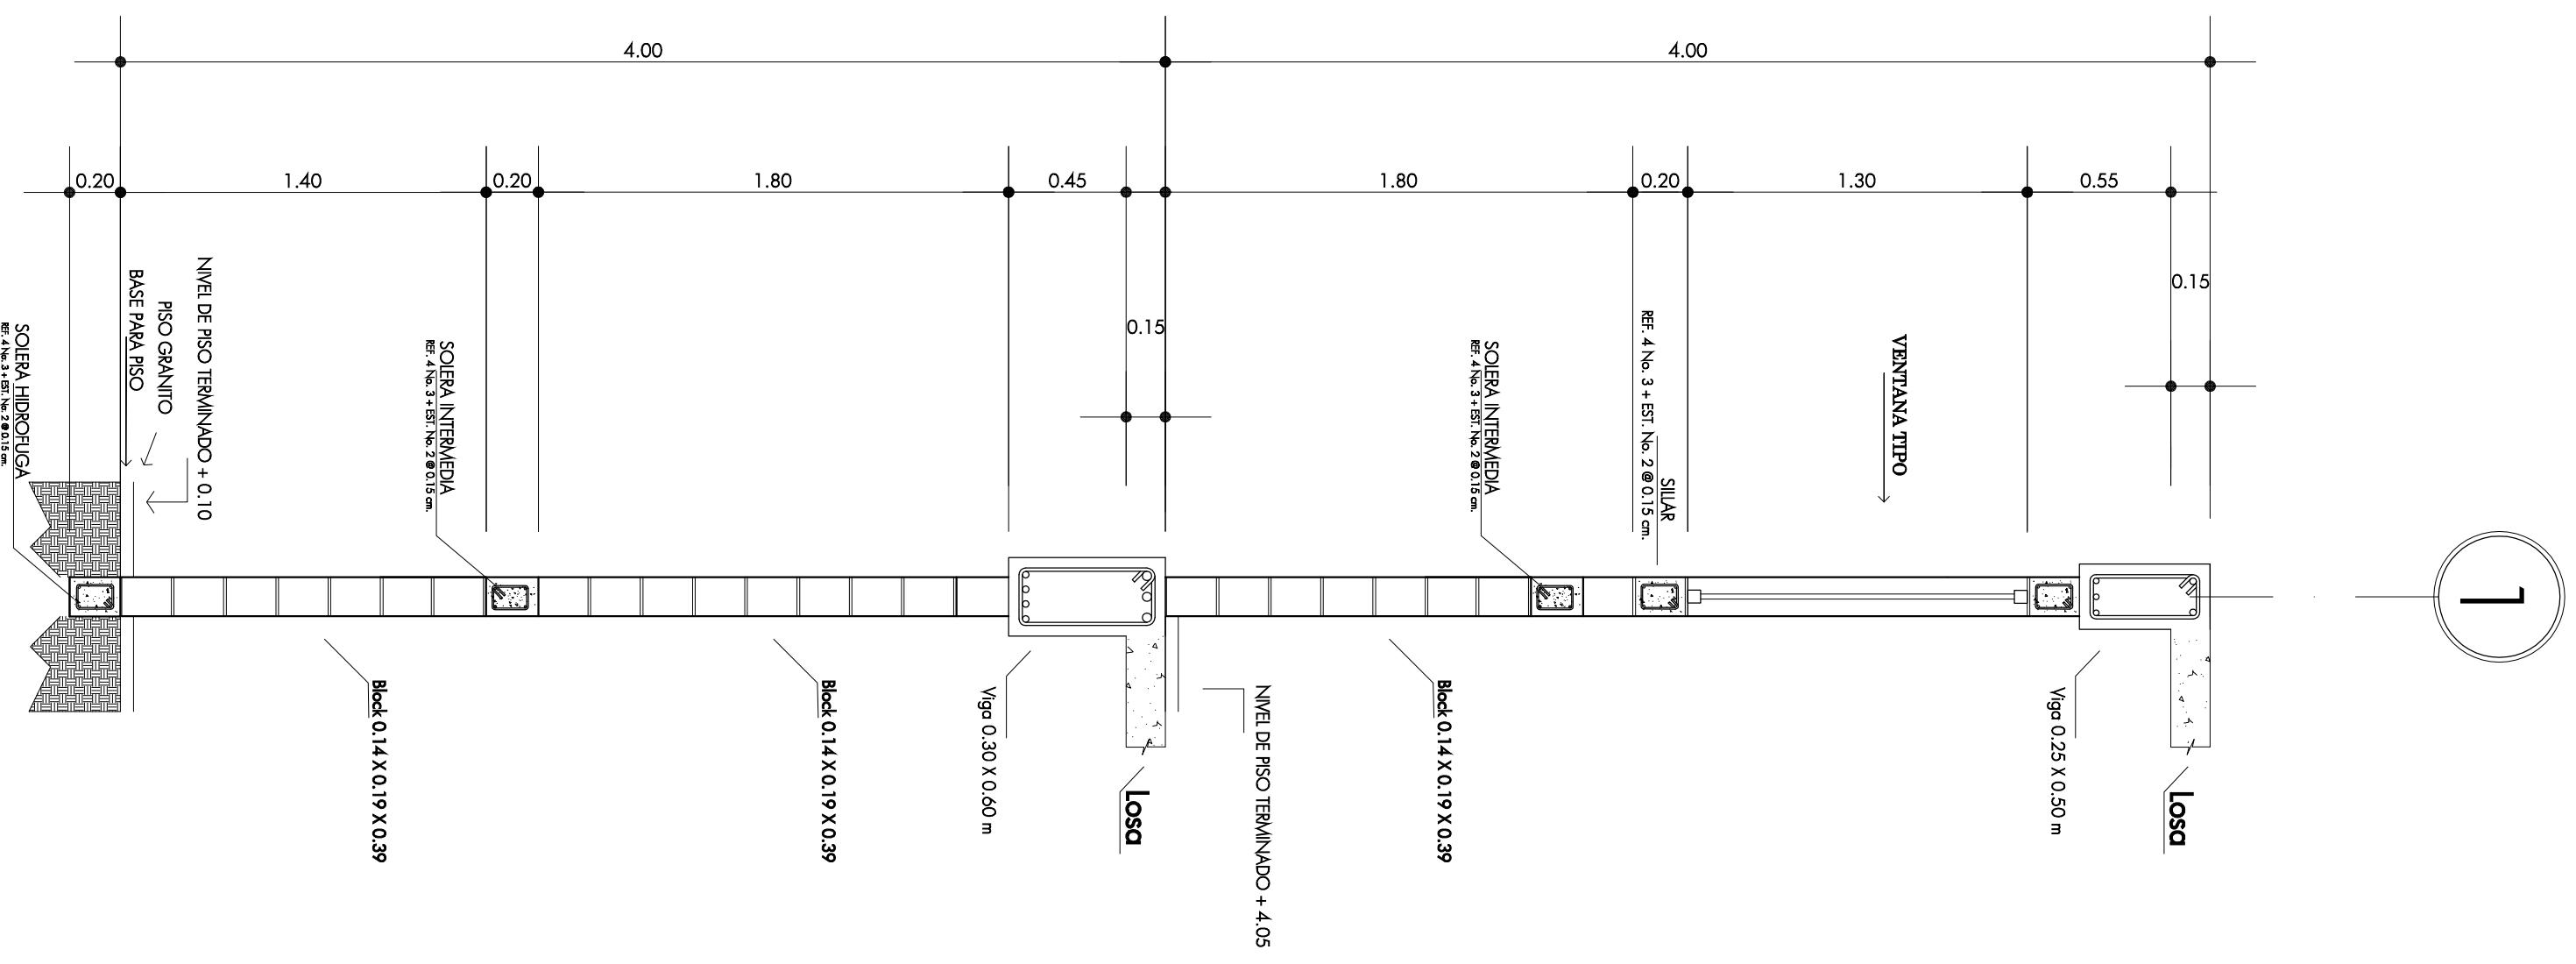 4.00
4.00
0.20
1.40
0.20
1.80
0.45
1.80
0.20
1.30
0.55
0.15
0.15
1
VENTANA TIPO
SILLAR
REF. 4 No. 3 + EST. No. 2 @ 0.15 cm.
SOLERA INTERMEDIA
REF. 4 No. 3 + EST. No. 2 @ 0.15 cm.
SOLERA INTERMEDIA
REF. 4 No. 3 + EST. No. 2 @ 0.15 cm.
NIVEL DE PISO TERMINADO + 0.10
PISO GRANITO
BASE PARA PISO
SOLERA HIDROFUGA
REF. 4 No. 3 + EST. No. 2 @ 0.15 cm.
Losa
Viga 0.25 X 0.50 m
Block 0.14 X 0.19 X 0.39
NIVEL DE PISO TERMINADO + 4.05
Losa
Viga 0.30 X 0.60 m
Block 0.14 X 0.19 X 0.39
Block 0.14 X 0.19 X 0.39